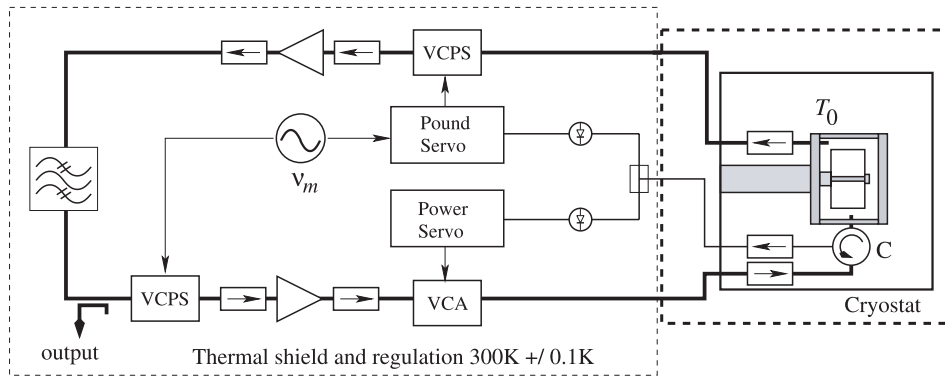 VCPS
T0
Pound
Servo
νm
Power
Servo
C
VCPS
VCA
Cryostat
output
Thermal shield and regulation 300K +/ 0.1K